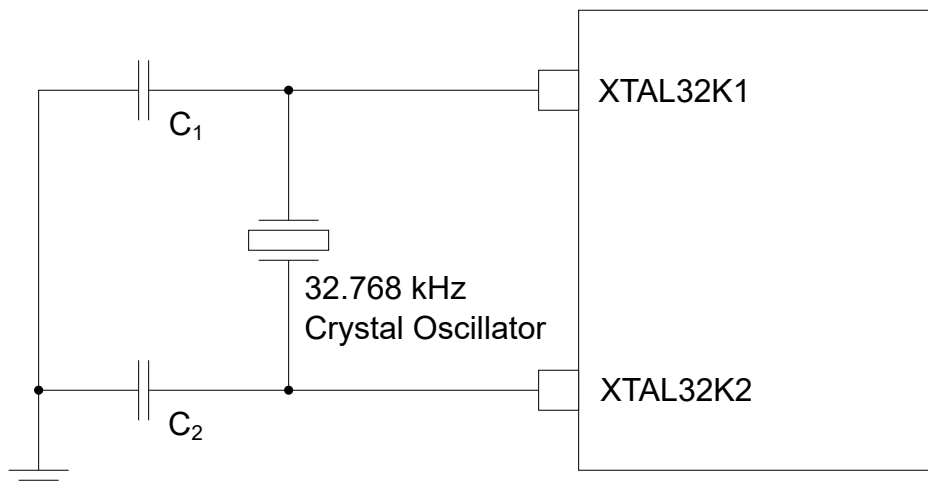 XTAL32K1
C₁
32.768 kHz
Crystal Oscillator
XTAL32K2
C₂